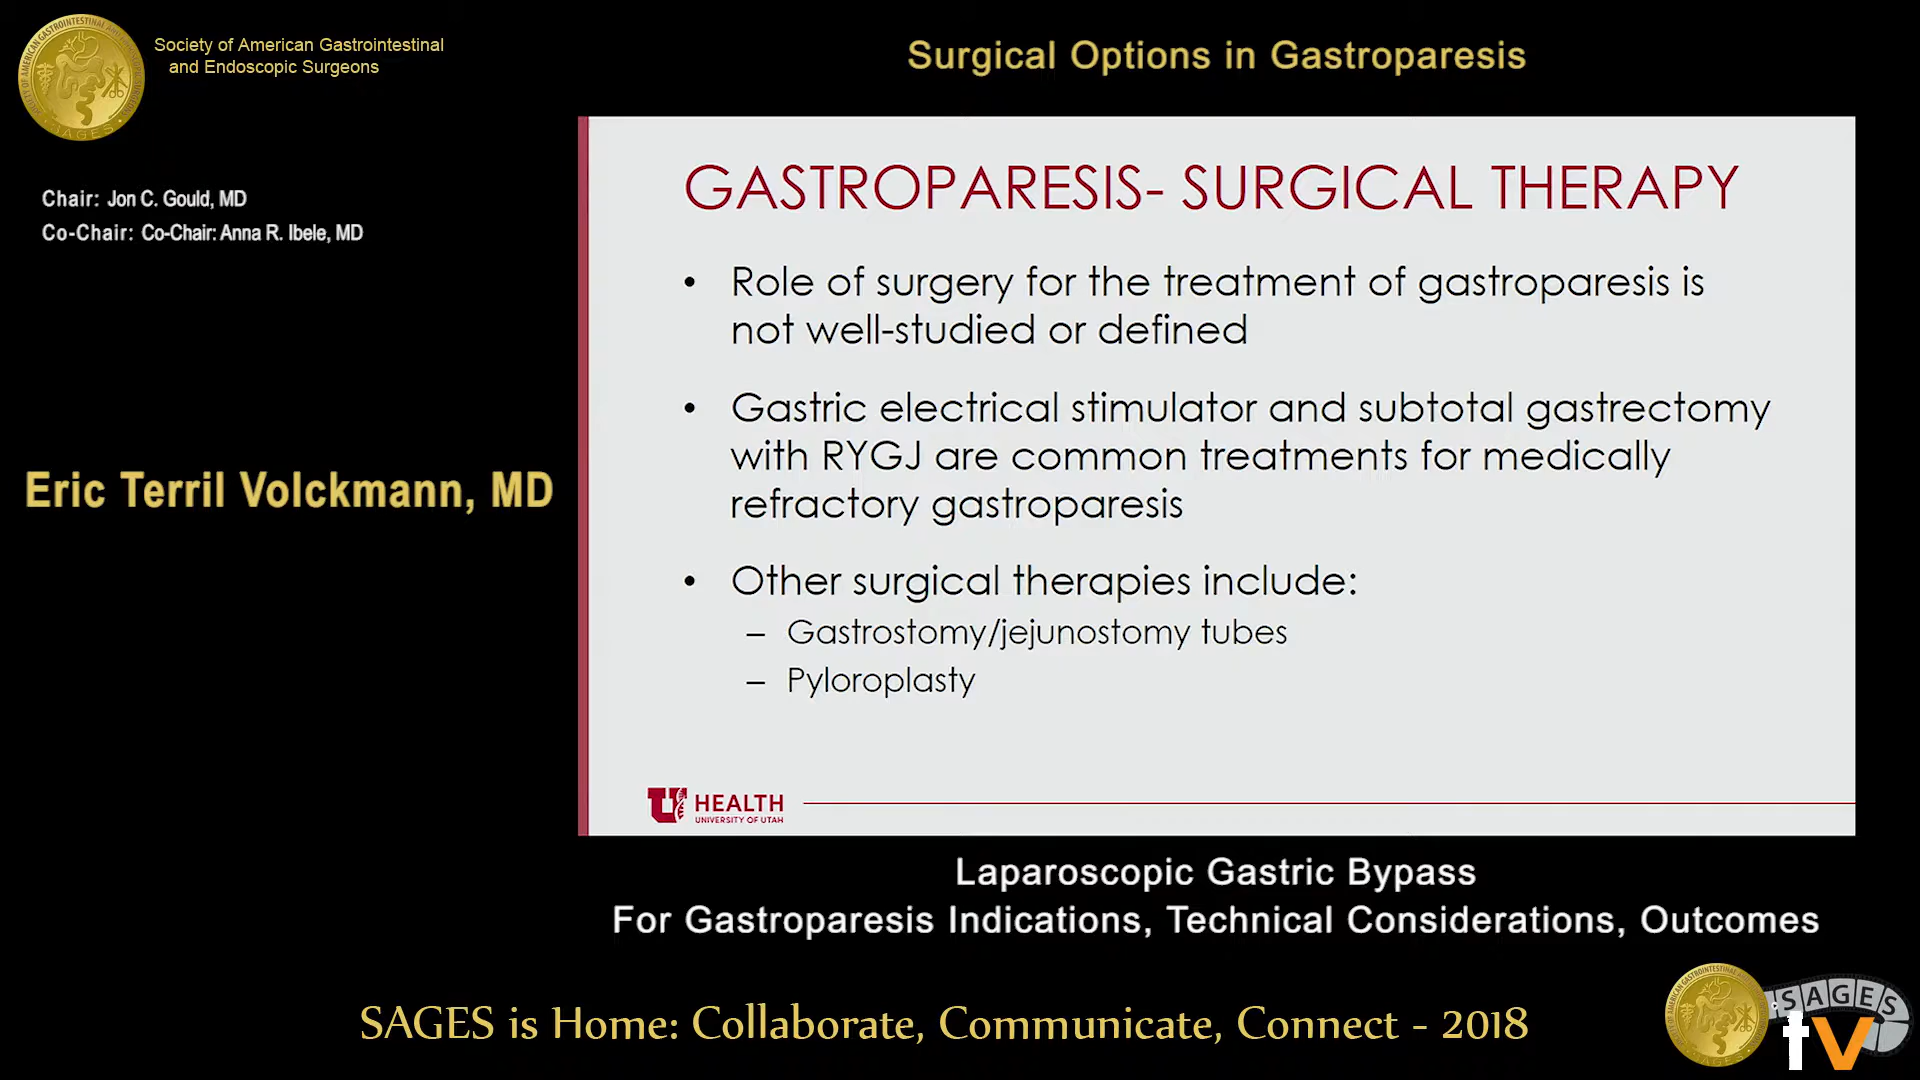 Society of American Gastrointestinal
and Endoscopic Surgeons
Surgical Options in Gastroparesis
Chair: Jon C. Gould, MD
Co-Chair: Co-Chair: Anna R. Ibele, MD
Eric Terril Volckmann, MD
GASTROPARESIS- SURGICAL THERAPY
• Role of surgery for the treatment of gastroparesis is
not well-studied or defined
• Gastric electrical stimulator and subtotal gastrectomy
with RYGJ are common treatments for medically
refractory gastroparesis
• Other surgical therapies include:
– Gastrostomy/jejunostomy tubes
– Pyloroplasty
U HEALTH
UNIVERSITY OF UTAH
Laparoscopic Gastric Bypass
For Gastroparesis Indications, Technical Considerations, Outcomes
SAGES is Home: Collaborate, Communicate, Connect - 2018
SAGES
tv